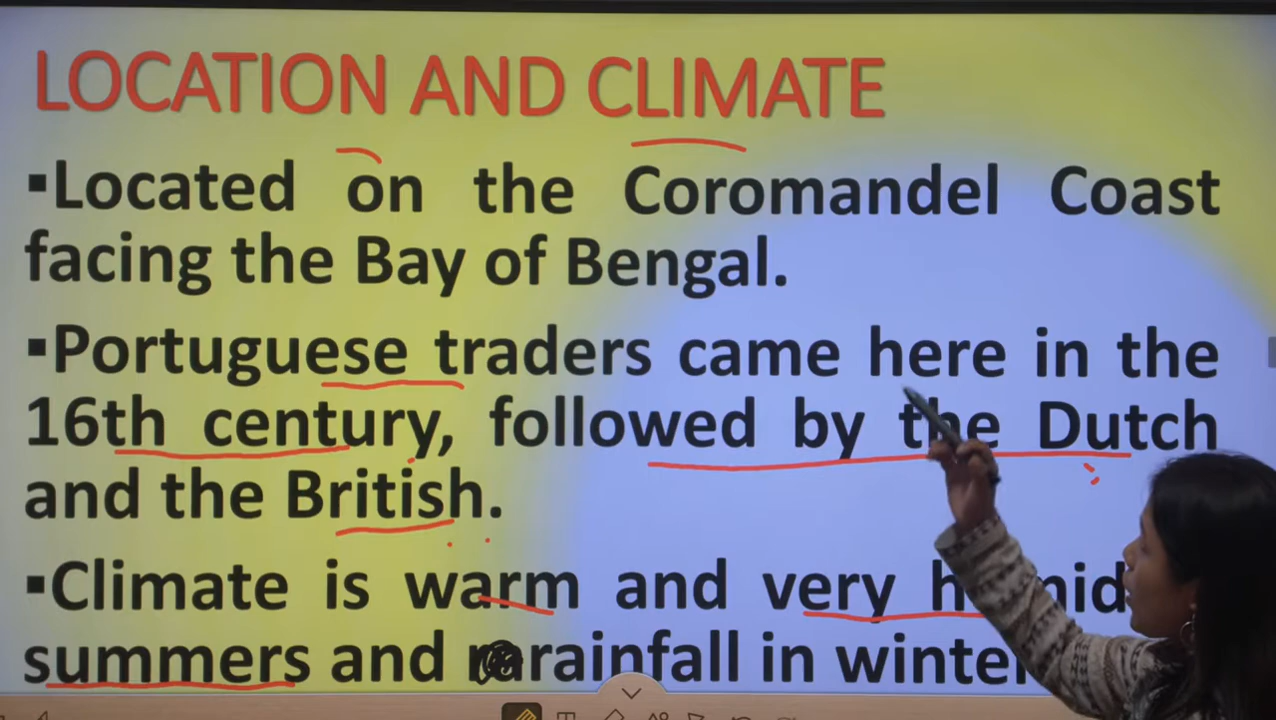 LOCATION AND CLIMATE
▪Located on the Coromandel Coast
facing the Bay of Bengal.
▪Portuguese traders came here in the
16th century, followed by the Dutch
and the British.
▪Climate is warm and very
summers and rainfall in winter